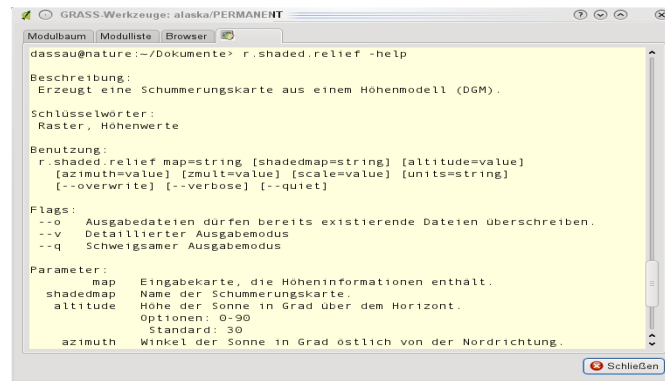 GRASS-Werkzeuge: alaska/PERMANENT
Modulbaum Modulliste Browser
dassau@nature:~/Dokumente> r.shaded.relief -help
Beschreibung:
Erzeugt eine Schummerungskarte aus einem Höhenmodell (DGM).
Schlüsselwörter:
Raster, Höhenwerte
Benutzung:
r.shaded.relief map=string [shadedmap=string] [altitude=value]
[azimuth=value] [zmult=value] [scale=value] [units=string]
[--overwrite] [--verbose] [--quiet]
Flags:
--o Ausgabedateien dürfen bereits existierende Dateien überschreiben.
--v Detaillierter Ausgabemodus
--q Schweigsamer Ausgabemodus
Parameter:
map Eingabekarte, die Höheninformationen enthält.
shadedmap Name der Schummerungskarte.
altitude Höhe der Sonne in Grad über dem Horizont.
Optionen: 0-90
Standard: 30
azimuth Winkel der Sonne in Grad östlich von der Nordrichtung.
Schließen